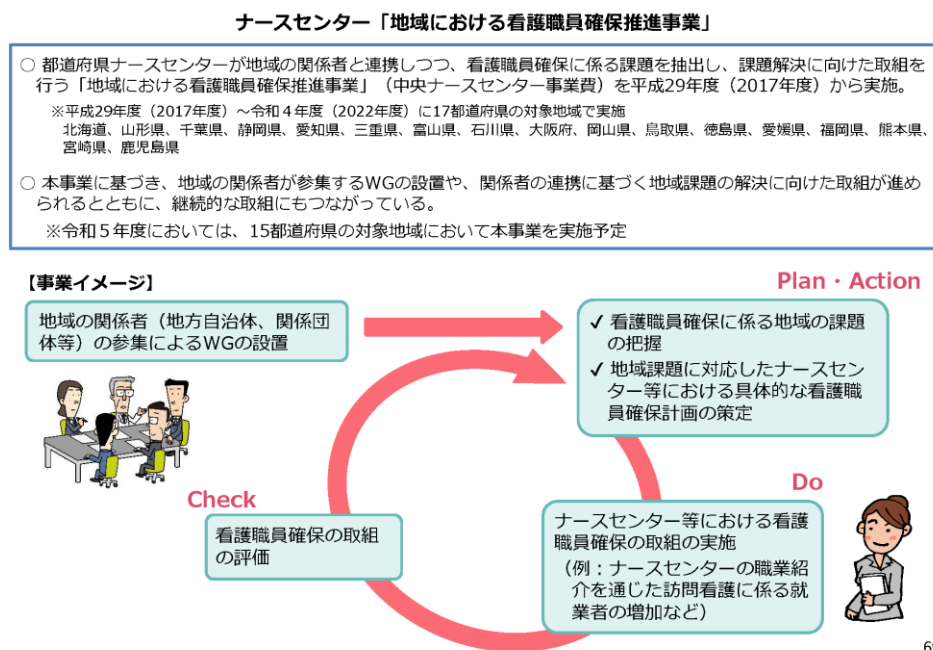 ナースセンター「地域における看護職員確保推進事業」
○ 都道府県ナースセンターが地域の関係者と連携しつつ、看護職員確保に係る課題を抽出し、課題解決に向けた取組を
行う「地域における看護職員確保推進事業」（中央ナースセンター事業費）を平成29年度（2017年度）から実施。
※平成29年度（2017年度）～令和４年度（2022年度）に17都道府県の対象地域で実施
北海道、山形県、千葉県、静岡県、愛知県、三重県、富山県、石川県、大阪府、岡山県、鳥取県、徳島県、愛媛県、福岡県、熊本県、
宮崎県、鹿児島県
○ 本事業に基づき、地域の関係者が参集するWGの設置や、関係者の連携に基づく地域課題の解決に向けた取組が進め
られるとともに、継続的な取組にもつながっている。
※令和５年度においては、15都道府県の対象地域において本事業を実施予定
【事業イメージ】
Plan・Action
地域の関係者（地方自治体、関係団
体等）の参集によるWGの設置
✓ 看護職員確保に係る地域の課題
の把握
✓ 地域課題に対応したナースセン
ター等における具体的な看護職
員確保計画の策定
Do
ナースセンター等における看護
職員確保の取組の実施
（例：ナースセンターの職業紹
介を通じた訪問看護に係る就
業者の増加など）
Check
看護職員確保の取組
の評価